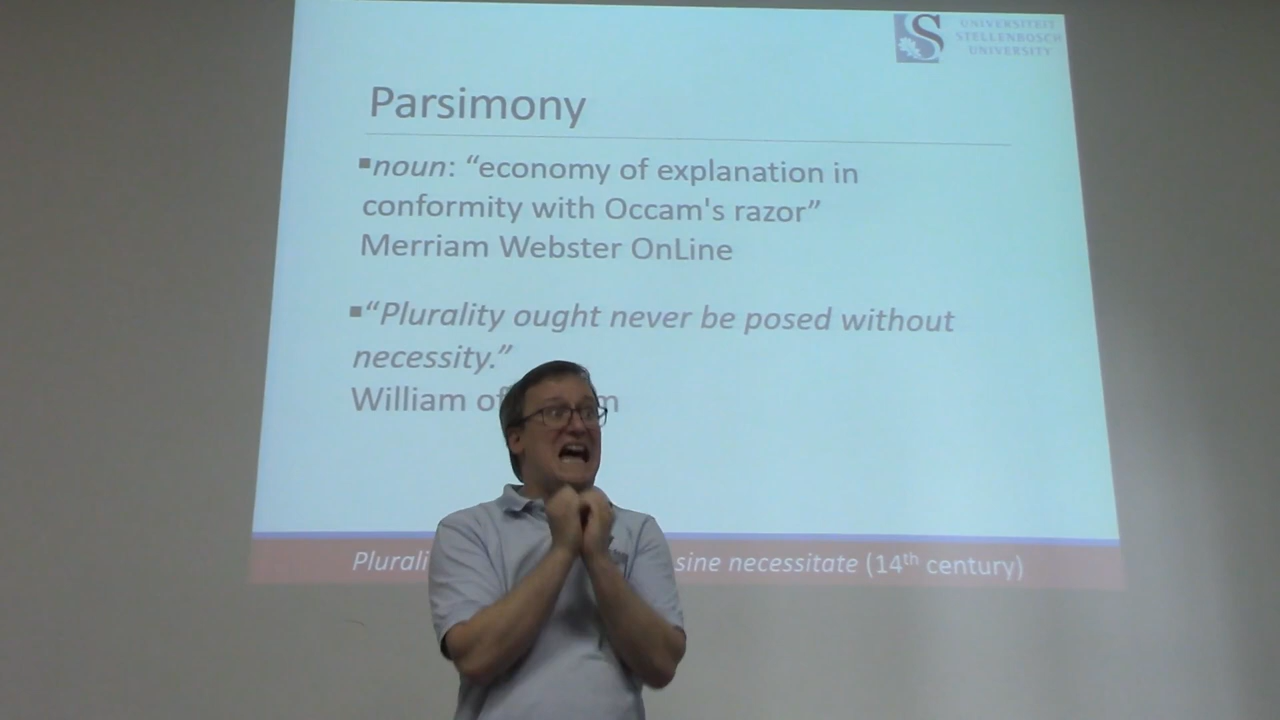 UNIVERSITEIT
STELLENBOSCH
UNIVERSITY
Parsimony
▪noun: “economy of explanation in
conformity with Occam's razor”
Merriam Webster OnLine
▪“Plurality ought never be posed without
necessity.”
William of
sine necessitate (14th century)